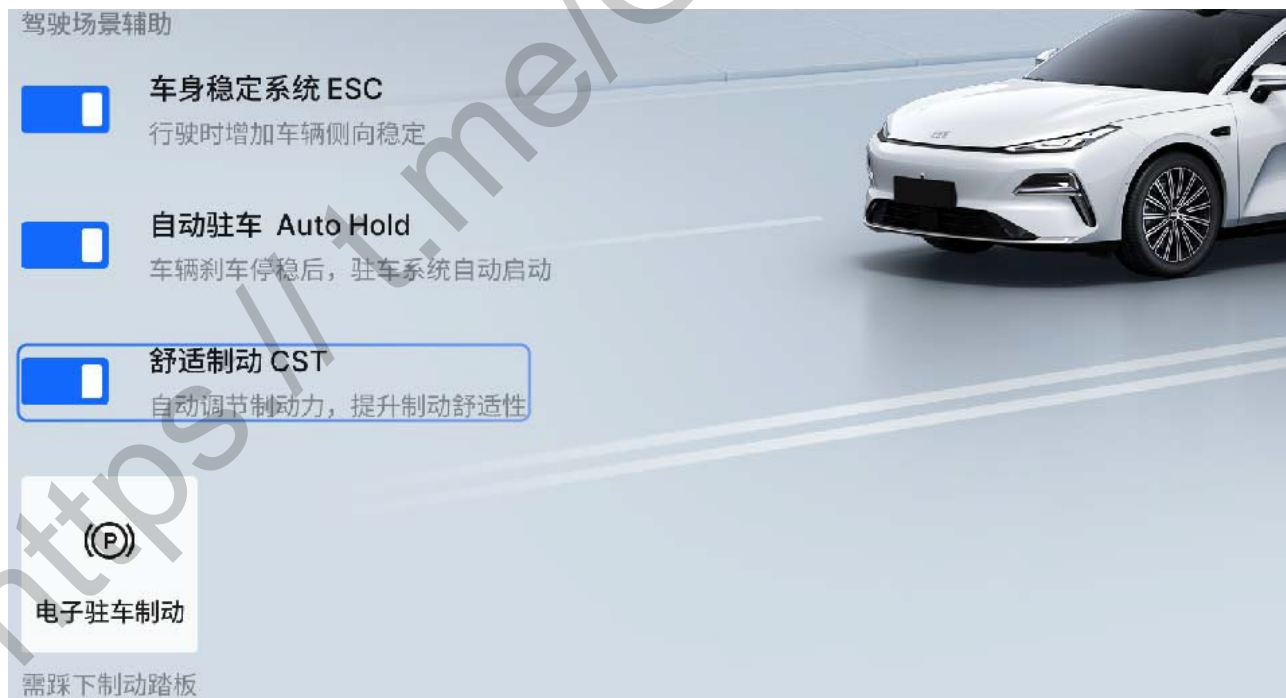 驾驶场景辅助
车身稳定系统 ESC
行驶时增加车辆侧向稳定
自动驻车 Auto Hold
车辆刹车停稳后，驻车系统自动启动
舒适制动 CST
自动调节制动力，提升制动舒适性
(P)
电子驻车制动
需踩下制动踏板
https://t.me/